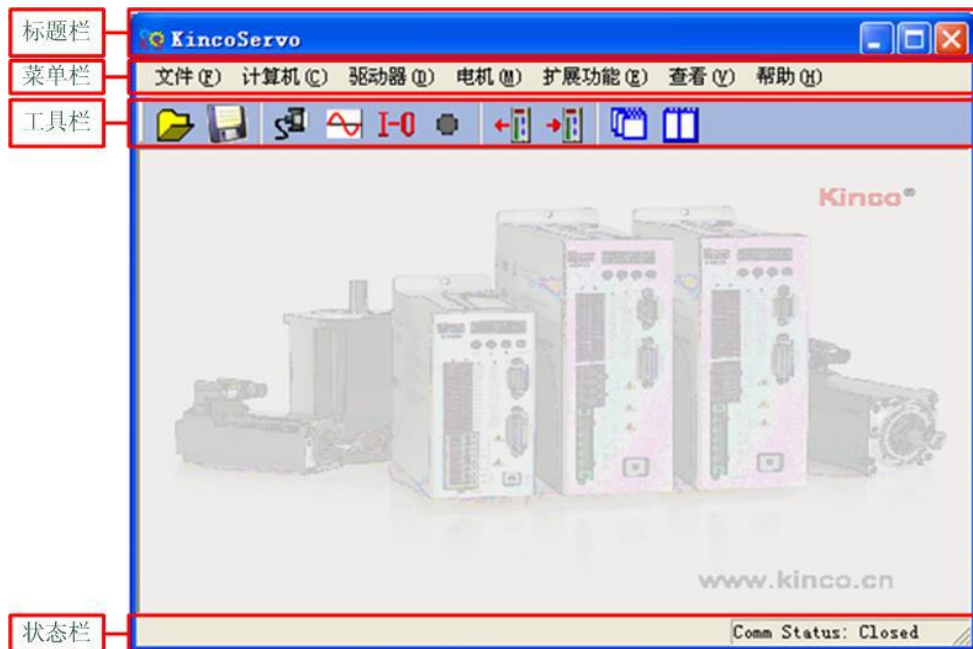 标题栏
KincoServo
菜单栏
文件(F) 计算机(C) 驱动器(D) 电机(M) 扩展功能(E) 查看(V) 帮助(H)
工具栏
Kinco®
www.kinco.cn
状态栏
Comm Status: Closed